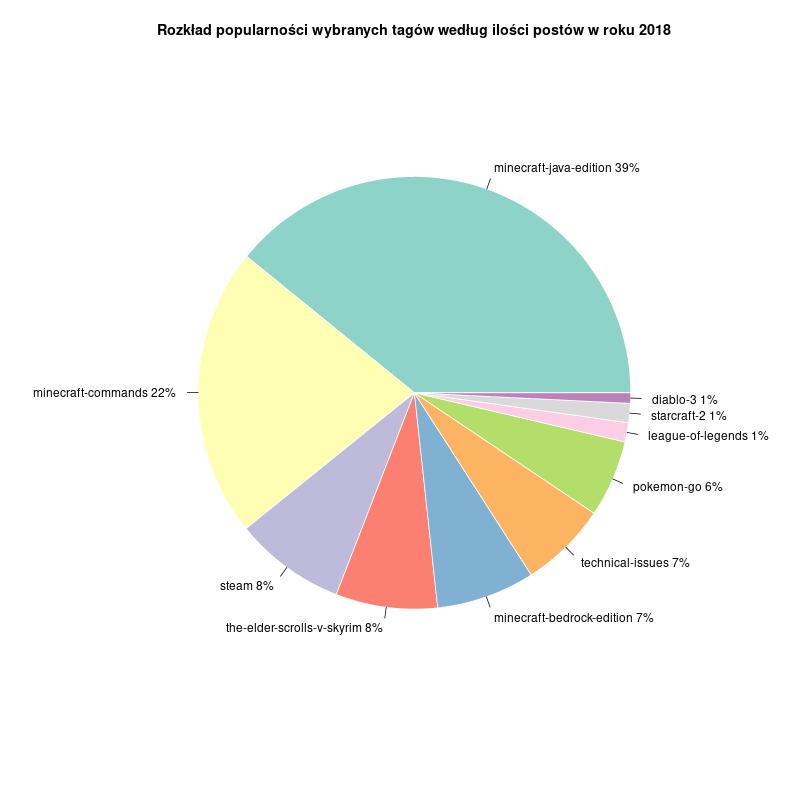 Rozkład popularności wybranych tagów według ilości postów w roku 2018
minecraft-java-edition 39%
minecraft-commands 22%
diablo-3 1%
starcraft-2 1%
league-of-legends 1%
pokemon-go 6%
technical-issues 7%
steam 8%
minecraft-bedrock-edition 7%
the-elder-scrolls-v-skyrim 8%